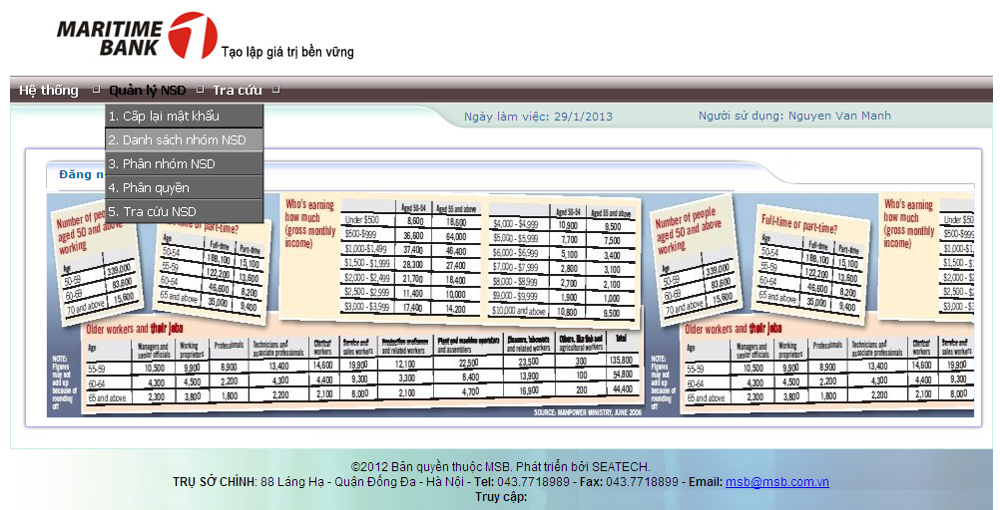 MARITIME
BANK
Tạo lập giá trị bền vững
Hệ thống Quản lý NSD Tra cứu
1. Cấp lại mật khẩu
2. Danh sách nhóm NSD
3. Phân nhóm NSD
4. Phân quyền
5. Tra cứu NSD
Ngày làm việc: 29/1/2013
Người sử dụng: Nguyen Van Manh
Đăng n
Number of peop
aged 50 and above
working
Age
50-59 339,000
60-69 83,600
70 and above 15,600
or part-time?
Age Full-time Part-time
50-54 188,100 15,100
55-59 122,200 13,600
60-64 46,600 8,200
65 and above 35,000 9,400
Who's earning
how much
(gross monthly
income)
Aged 50-54 Aged 55 and above
Under $500 8,600 18,600
$500-$999 36,600 64,000
$1,000-$1,499 37,400 46,400
$1,500 - $1,999 28,300 27,400
$2,000 - $2,499 21,700 18,400
$2,500 - $2,999 11,400 10,000
$3,000 - $3,999 17,400 14,200
Aged 50-54 Aged 55 and above
$4,000 - $4,999 10,900 9,500
$5,000 - $5,999 7,700 7,500
$6,000 - $6,999 5,100 3,400
$7,000 - $7,999 2,800 3,100
$8,000 - $8,999 2,700 2,100
$9,000 - $9,999 1,900 1,000
$10,000 and above 10,800 9,500
Older workers and their jobs
Age Managers and senior officials Working proprietors Professionals Technicians and associate professionals Clerical workers Service and sales workers Production craftsmen and related workers Plant and machine operators and assemblers Cleaners, labourers and related workers Others, like fish and agricultural workers Total
55-59 10,500 9,900 8,900 13,400 14,600 19,900 12,100 22,500 23,500 300 135,800
60-64 4,300 4,500 2,200 4,300 4,400 9,300 3,300 8,400 13,900 100 54,800
65 and above 2,300 3,800 1,800 2,200 2,100 8,000 2,100 4,700 16,900 200 44,400
NOTE:
Figures
may not
add up
because of
rounding
off
SOURCE: MANPOWER MINISTRY, JUNE 2006
Number of people
aged 50 and above
working
Age
50-59 339,000
60-69 83,600
70 and above 15,600
Full-time or part-time?
Age Full-time Part-time
50-54 188,100 15,100
55-59 122,200 13,600
60-64 46,600 8,200
65 and above 35,000 9,400
Who's earning
how much
(gross monthly
income)
Under $50
$500-$999
$1,000-$1
$1,500 - $
$2,000 - $
$2,500 - $
$3,000 - $
Older workers and their jobs
Age Managers and senior officials Working proprietors Professionals Technicians and associate professionals Clerical workers Service and sales workers
55-59 10,500 9,900 8,900 13,400 14,600 19,900
60-64 4,300 4,500 2,200 4,300 4,400 9,300
65 and above 2,300 3,800 1,800 2,200 2,100 8,000
NOTE:
Figures
may not
add up
because of
rounding
off
©2012 Bản quyền thuộc MSB. Phát triển bởi SEATECH.
TRỤ SỞ CHÍNH: 88 Láng Hạ - Quận Đống Đa - Hà Nội - Tel: 043.7718989 - Fax: 043.7718899 - Email: msb@msb.com.vn
Truy cập: